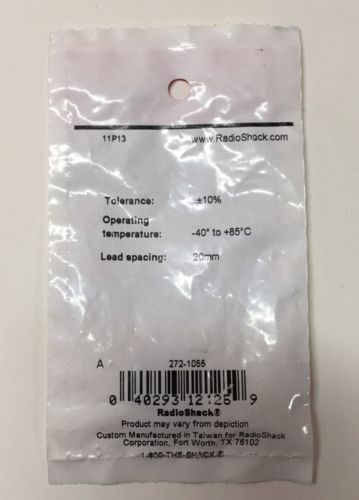 11P13 www.RadioShack.com
Tolerance: ±10%
Operating
temperature: -40° to +85°C
Lead spacing: 20mm
A 272-1055
0 40293 12125 9
RadioShack®
Product may vary from depiction
Custom Manufactured in Taiwan for RadioShack
Corporation, Fort Worth, TX 78102
1-800-THE-SHACK®